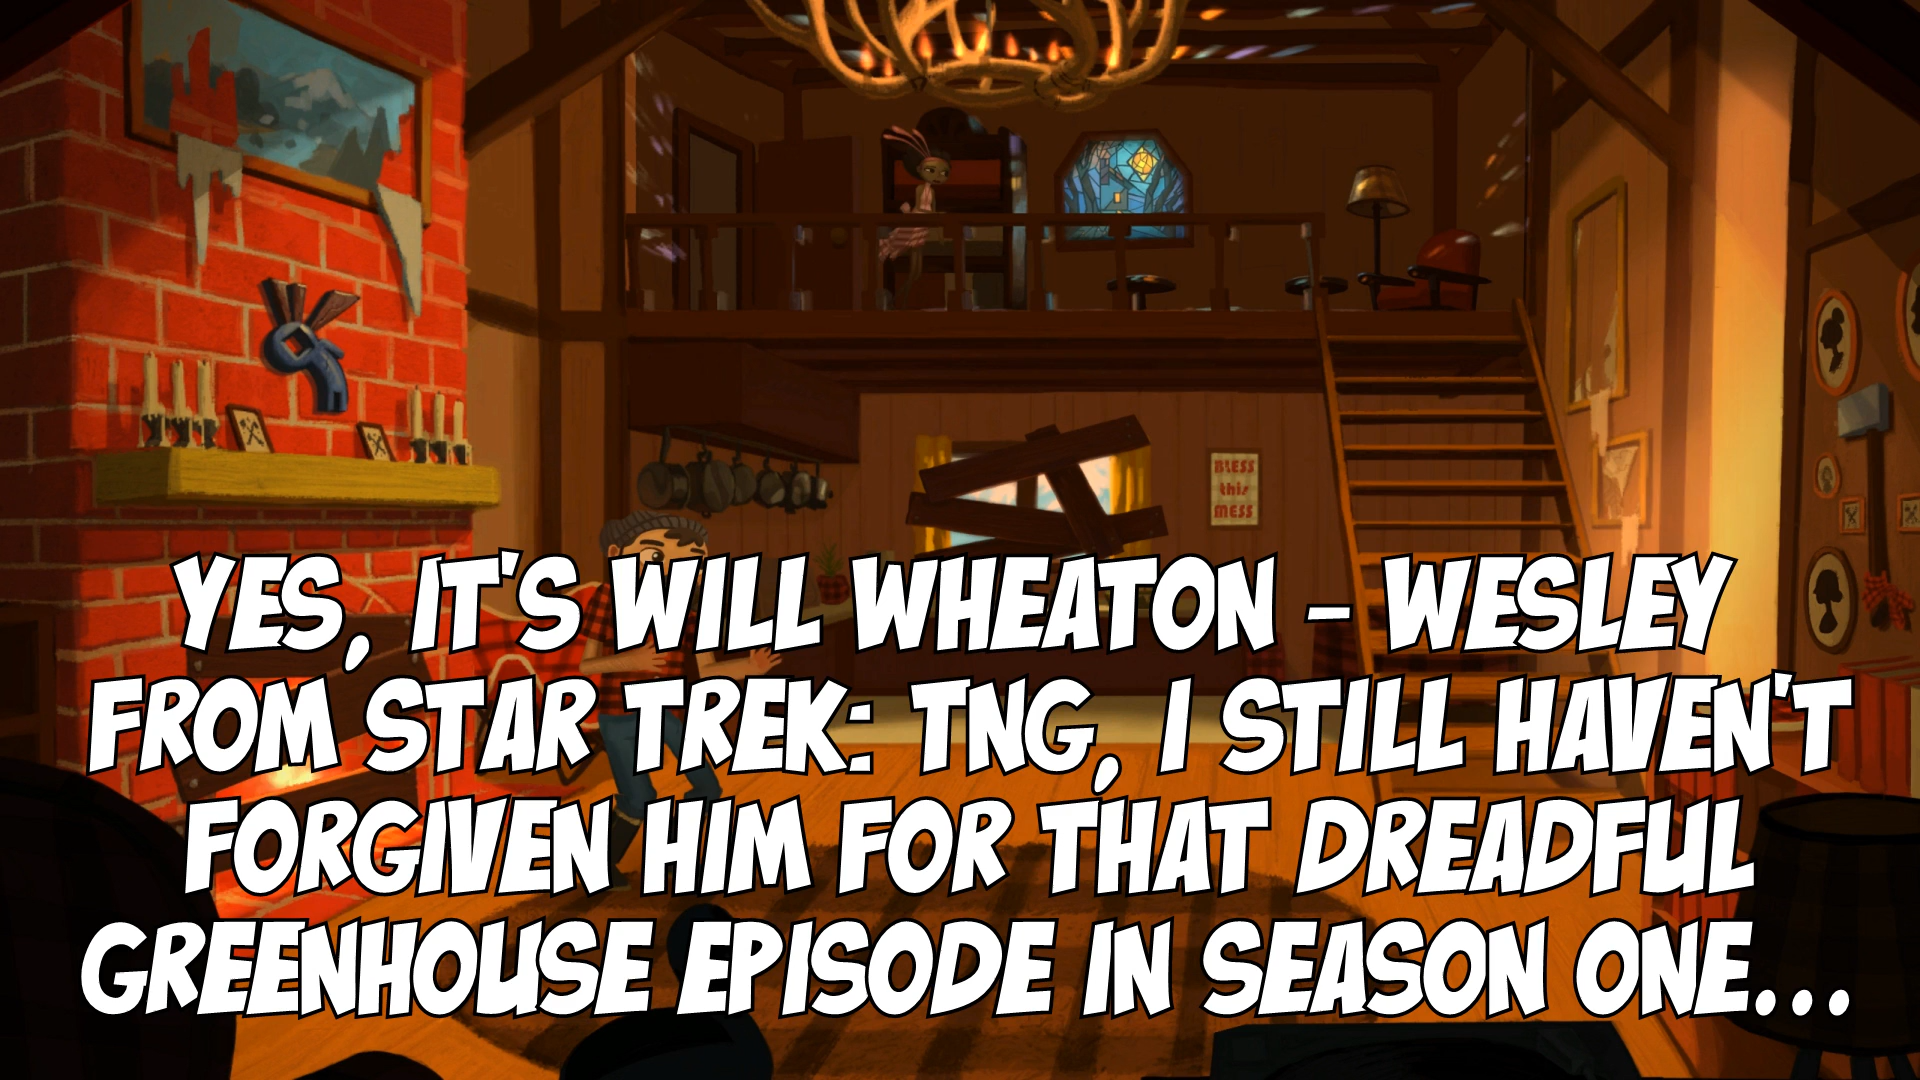 BLESS
this
MESS
YES, IT'S WILL WHEATON - WESLEY
FROM STAR TREK: TNG, I STILL HAVEN'T
FORGIVEN HIM FOR THAT DREADFUL
GREENHOUSE EPISODE IN SEASON ONE...